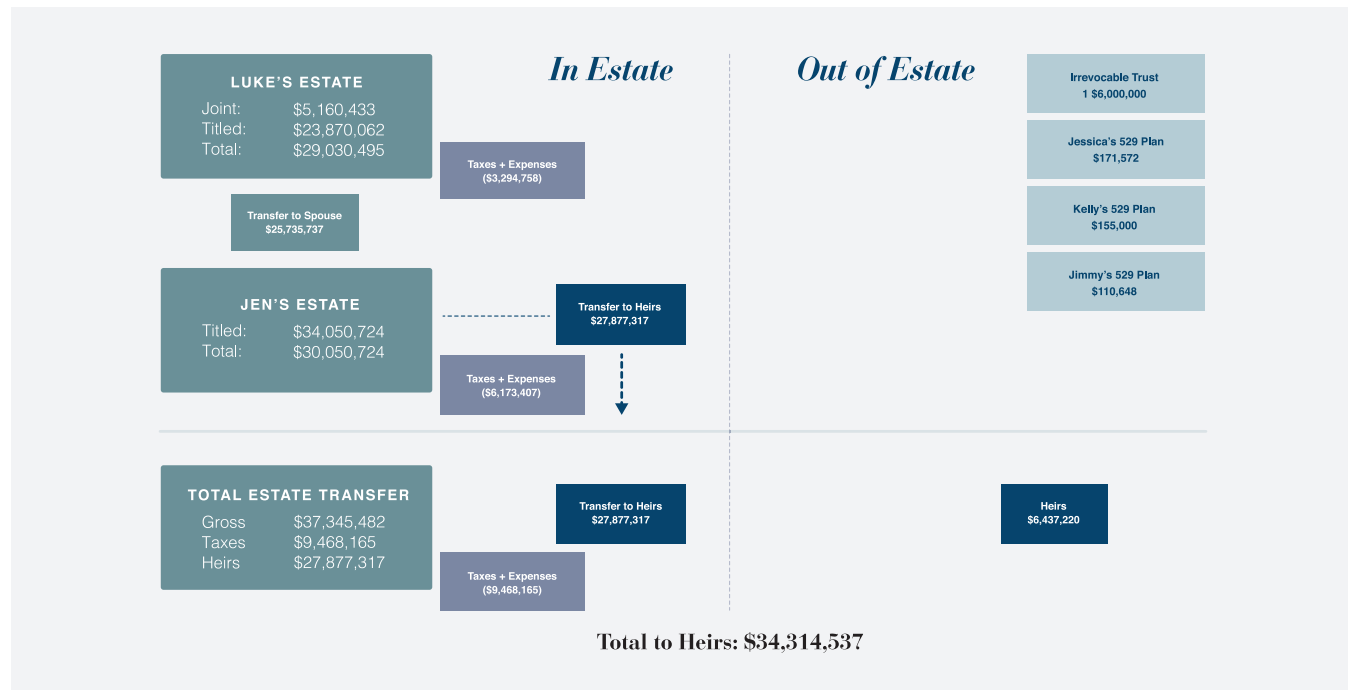 In Estate
Out of Estate
LUKE'S ESTATE
Joint: $5,160,433
Titled: $23,870,062
Total: $29,030,495
Taxes + Expenses
($3,294,758)
Transfer to Spouse
$25,735,737
JEN'S ESTATE
Titled: $34,050,724
Total: $30,050,724
Transfer to Heirs
$27,877,317
Taxes + Expenses
($6,173,407)
Irrevocable Trust
1 $6,000,000
Jessica's 529 Plan
$171,572
Kelly's 529 Plan
$155,000
Jimmy's 529 Plan
$110,648
TOTAL ESTATE TRANSFER
Gross $37,345,482
Taxes $9,468,165
Heirs $27,877,317
Transfer to Heirs
$27,877,317
Taxes + Expenses
($9,468,165)
Heirs
$6,437,220
Total to Heirs: $34,314,537